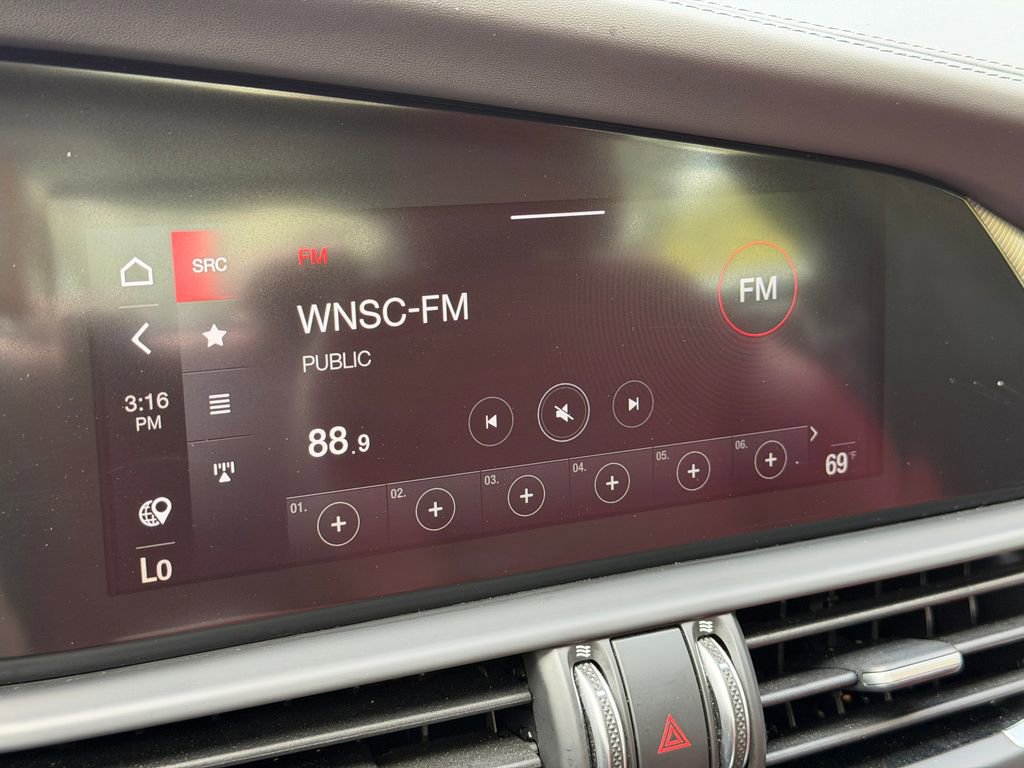 SRC
FM
WNSC-FM
PUBLIC
FM
3:16
PM
88.9
01.
02.
03.
04.
05.
06.
69°F
Lo